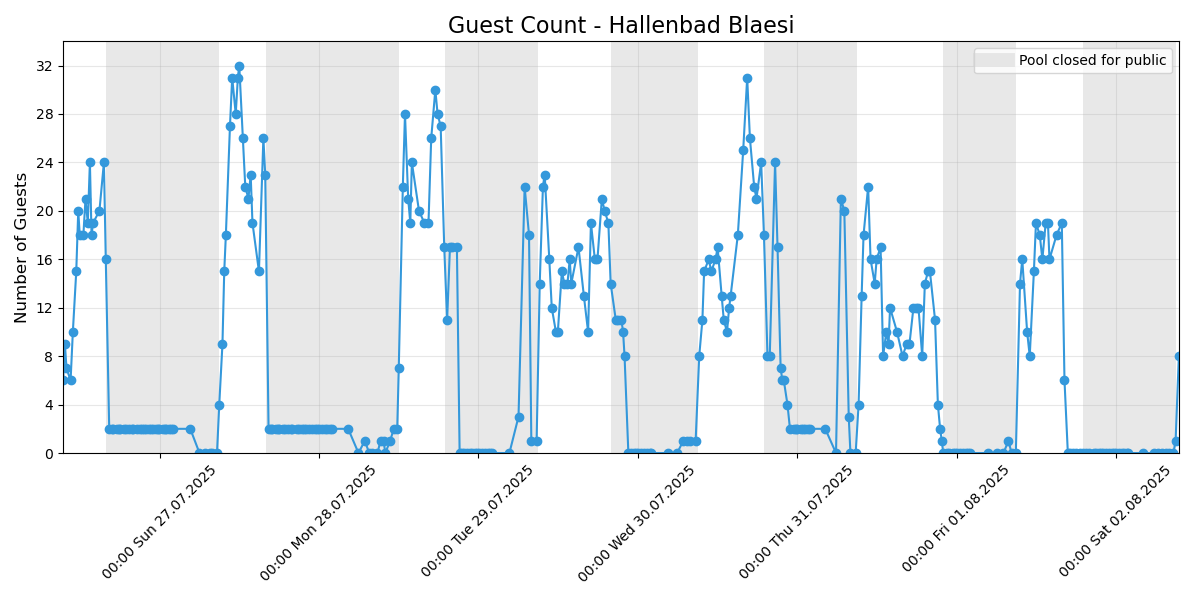 Guest Count - Hallenbad Blaesi
Pool closed for public
Number of Guests
32
28
24
20
16
12
8
4
0
00:00 Sun 27.07.2025
00:00 Mon 28.07.2025
00:00 Tue 29.07.2025
00:00 Wed 30.07.2025
00:00 Thu 31.07.2025
00:00 Fri 01.08.2025
00:00 Sat 02.08.2025